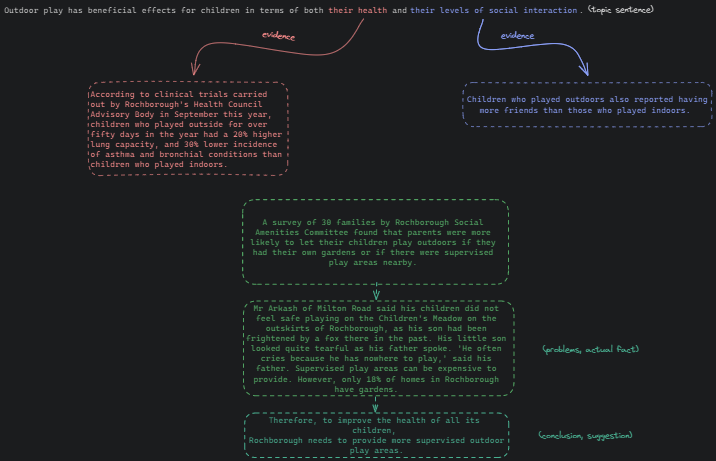 Outdoor play has beneficial effects for children in terms of both their health and their levels of social interaction. (topic sentence)
evidence
evidence
According to clinical trials carried
out by Rochborough's Health Council
Advisory Body in September this year,
children who played outside for over
fifty days in the year had a 20% higher
lung capacity, and 30% lower incidence
of asthma and bronchial conditions than
children who played indoors.
Children who played outdoors also reported having
more friends than those who played indoors.
A survey of 30 families by Rochborough Social
Amenities Committee found that parents were more
likely to let their children play outdoors if they
had their own gardens or if there were supervised
play areas nearby.
Mr Arkash of Milton Road said his children did not
feel safe playing on the Children's Meadow on the
outskirts of Rochborough, as his son had been
frightened by a fox there in the past. His little son
looked quite tearful as his father spoke. 'He often
cries because he has nowhere to play,' said his
father. Supervised play areas can be expensive to
provide. However, only 18% of homes in Rochborough
have gardens.
(problems, actual fact)
Therefore, to improve the health of all its
children,
Rochborough needs to provide more supervised outdoor
play areas.
(conclusion, suggestion)